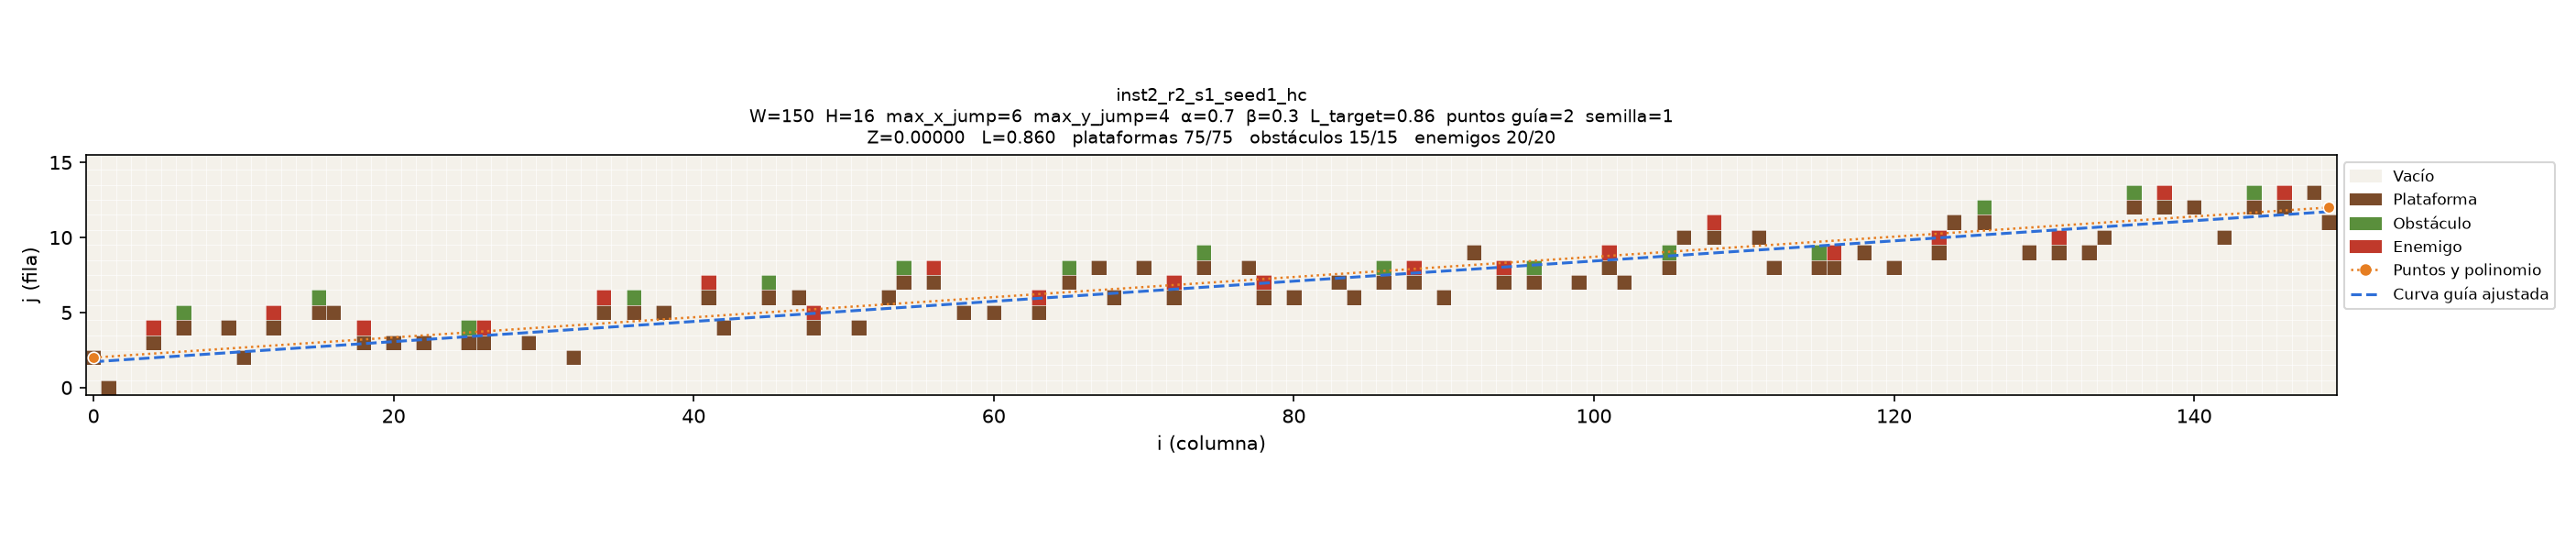 inst2_r2_s1_seed1_hc
W=150 H=16 max_x_jump=6 max_y_jump=4 α=0.7 β=0.3 L_target=0.86 puntos guía=2 semilla=1
Z=0.00000 L=0.860 plataformas 75/75 obstáculos 15/15 enemigos 20/20
15
10
5
0
j (fila)
0 20 40 60 80 100 120 140
i (columna)
Vacío
Plataforma
Obstáculo
Enemigo
Puntos y polinomio
Curva guía ajustada